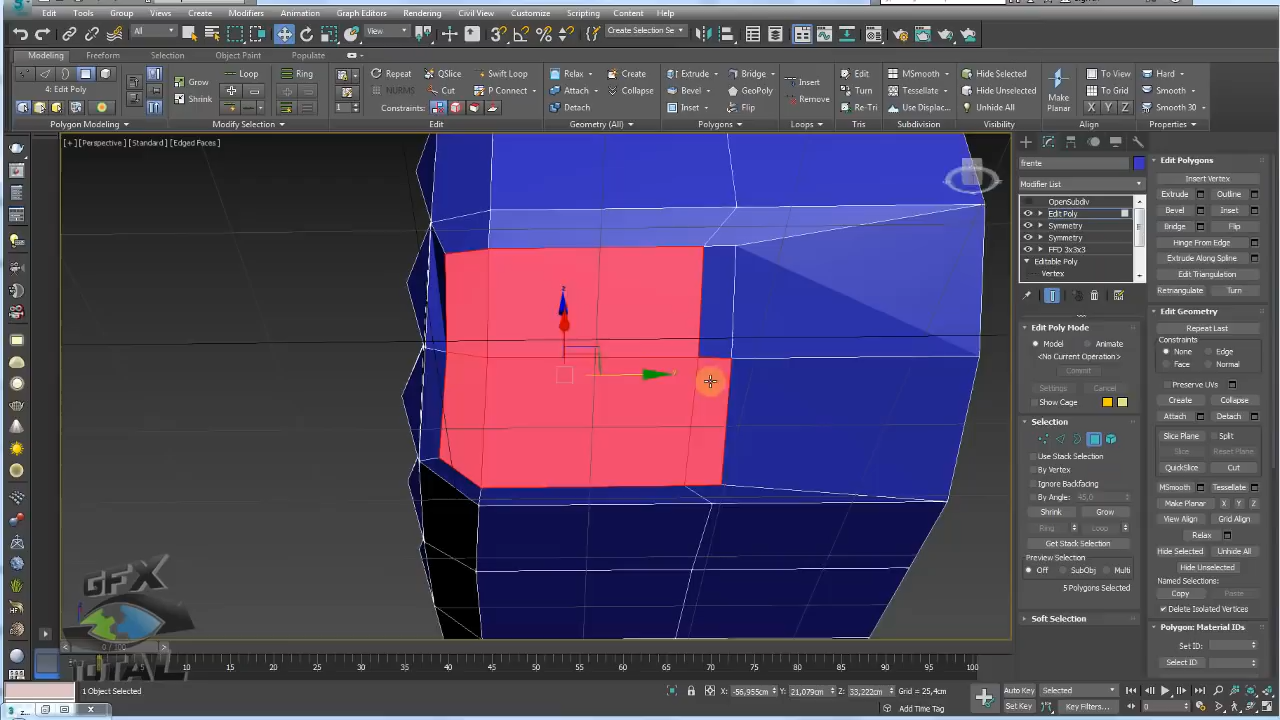 Edit Tools Group Views Create Modifiers Animation Graph Editors Rendering Civil View Customize Scripting Content Help
All View Create Selection Se
Modeling Freeform Selection Object Paint Populate
4: Edit Poly Grow Shrink Loop Ring 1 Repeat QSlice Swift Loop NURMS Cut P Connect Constraints: Relax Create Attach Collapse Detach Extrude Bridge Bevel GeoPoly Inset Flip Insert Remove Edit Turn Re-Tri MSmooth Tessellate Use Displac... Hide Selected Hide Unselected Unhide All Make Planar To View To Grid X Y Z Hard Smooth Smooth 30
Polygon Modeling Modify Selection Edit Geometry (All) Polygons Loops Tris Subdivision Visibility Align Properties
[+] [Perspective] [Standard] [Edged Faces]
frente
Modifier List
OpenSubdiv
Edit Poly
Symmetry
Symmetry
FFD 3x3x3
Editable Poly
Vertex
Edit Poly Mode
Model Animate
<No Current Operation>
Commit
Settings Cancel
Show Cage
Selection
Use Stack Selection
By Vertex
Ignore Backfacing
By Angle: 45,0
Shrink Grow
Ring Loop
Get Stack Selection
Preview Selection
Off SubObj Multi
5 Polygons Selected
Soft Selection
Edit Polygons
Insert Vertex
Extrude Outline
Bevel Inset
Bridge Flip
Hinge From Edge
Extrude Along Spline
Edit Triangulation
Retriangulate Turn
Edit Geometry
Repeat Last
Constraints
None Edge
Face Normal
Preserve UVs
Create Collapse
Attach Detach
Slice Plane Split
Slice Reset Plane
QuickSlice Cut
MSmooth Tessellate
Make Planar X Y Z
View Align Grid Align
Relax
Hide Selected Unhide All
Hide Unselected
Named Selections
Copy Paste
Delete Isolated Vertices
Polygon: Material IDs
Set ID:
Select ID
z
y
GFX
TOTAL
0 / 100
15 20 25 30 35 40 45 50 55 60 65 70 75 80 85 90 95 100
1 Object Selected X: -56,955cm Y: 21,079cm Z: 33,222cm Grid = 25,4cm Auto Key Selected
Add Time Tag Set Key Key Filters... 0
z...